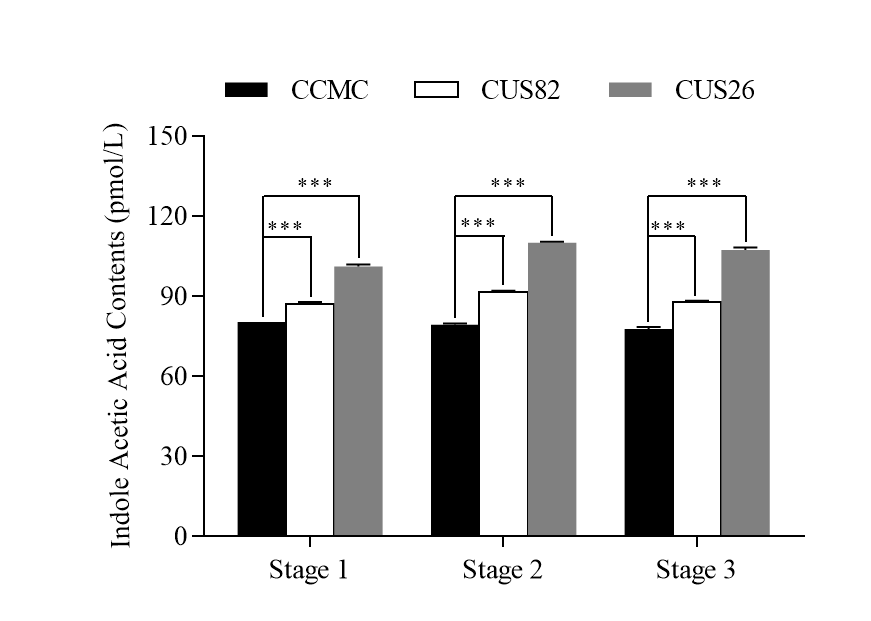 CCMC CUS82 CUS26
Indole Acetic Acid Contents (pmol/L)
150
120
90
60
30
0
*** *** ***
*** *** ***
Stage 1 Stage 2 Stage 3